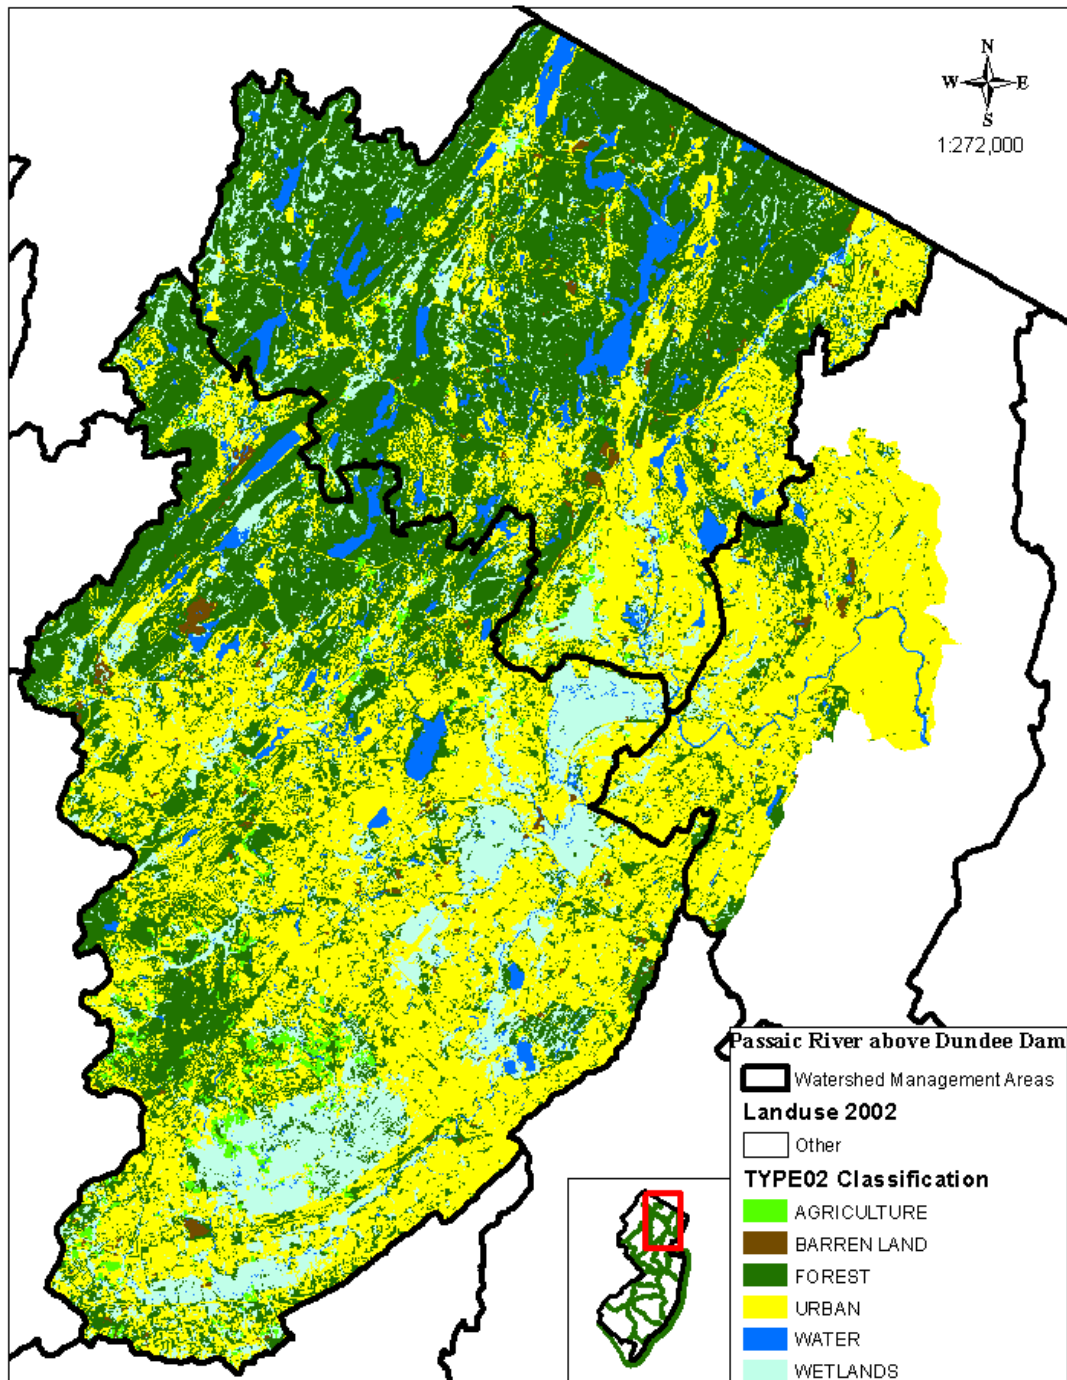 N
W E
S
1:272,000
Passaic River above Dundee Dam
Watershed Management Areas
Landuse 2002
Other
TYPE02 Classification
AGRICULTURE
BARREN LAND
FOREST
URBAN
WATER
WETLANDS